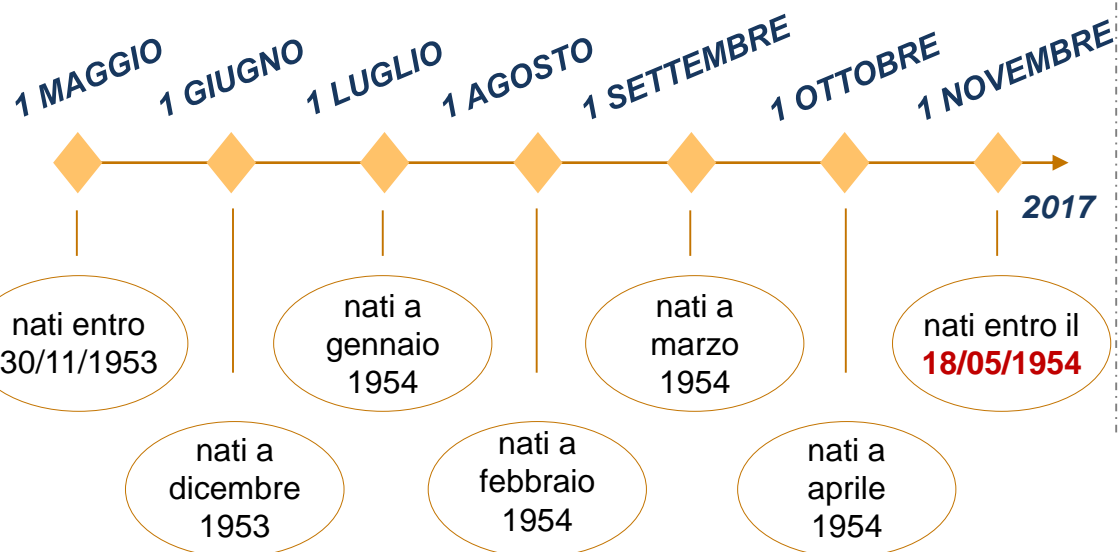 1 MAGGIO
1 GIUGNO
1 LUGLIO
1 AGOSTO
1 SETTEMBRE
1 OTTOBRE
1 NOVEMBRE
2017
nati entro
30/11/1953
nati a
dicembre
1953
nati a
gennaio
1954
nati a
febbraio
1954
nati a
marzo
1954
nati a
aprile
1954
nati entro il
18/05/1954